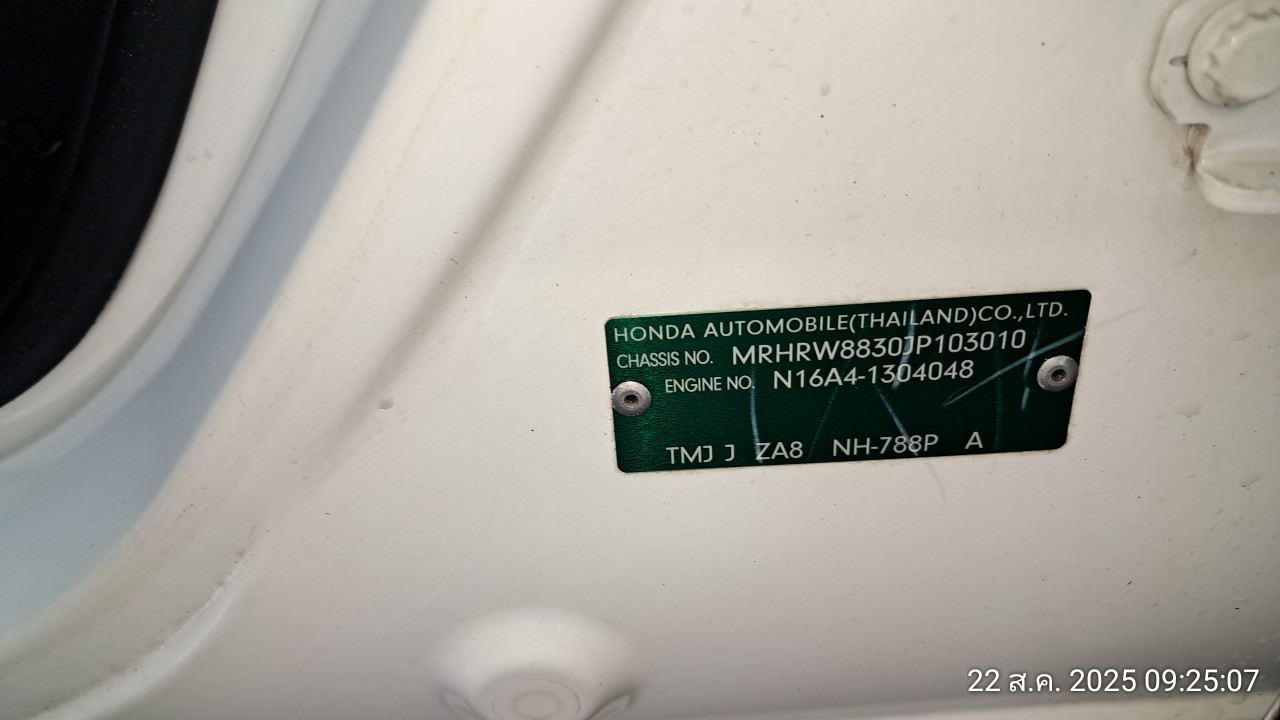 HONDA AUTOMOBILE(THAILAND)CO.,LTD.
CHASSIS NO. MRHRW8830JP103010
ENGINE NO. N16A4-1304048
TMJ J ZA8 NH-788P A
22 ส.ค. 2025 09:25:07